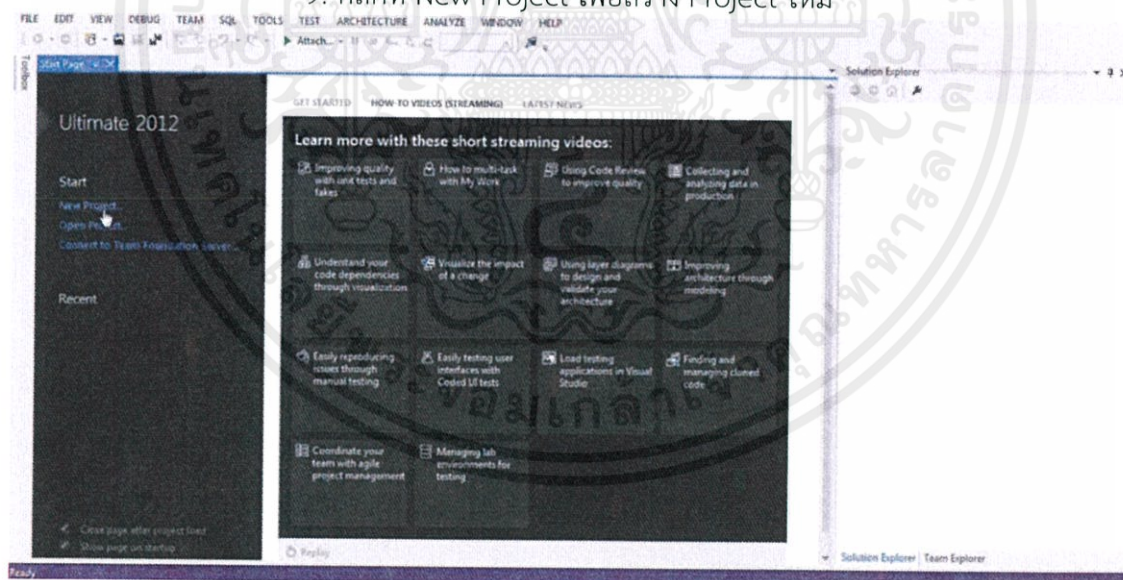 9. คลิกที่ New Project เพื่อสร้าง Project ใหม่
FILE EDIT VIEW DEBUG TEAM SQL TOOLS TEST ARCHITECTURE ANALYZE WINDOW HELP
Attach...
Toolbox
Start Page
Solution Explorer
GET STARTED HOW-TO VIDEOS (STREAMING) LATEST NEWS
Ultimate 2012
Start
New Project...
Open Project...
Connect to Team Foundation Server...
Recent
Learn more with these short streaming videos:
Improving quality
with unit tests and
fakes
How to multi-task
with My Work
Using Code Review
to improve quality
Collecting and
analyzing data in
production
Understand your
code dependencies
through visualization
Visualize the impact
of a change
Using layer diagrams
to design and
validate your
architecture
Improving
architecture through
modeling
Easily reproducing
issues through
manual testing
Easily testing user
interfaces with
Coded UI tests
Load testing
applications in Visual
Studio
Finding and
managing cloned
code
Coordinate your
team with agile
project management
Managing lab
environments for
testing
Close page after project load
Show page on startup
Replay
Solution Explorer Team Explorer
Ready